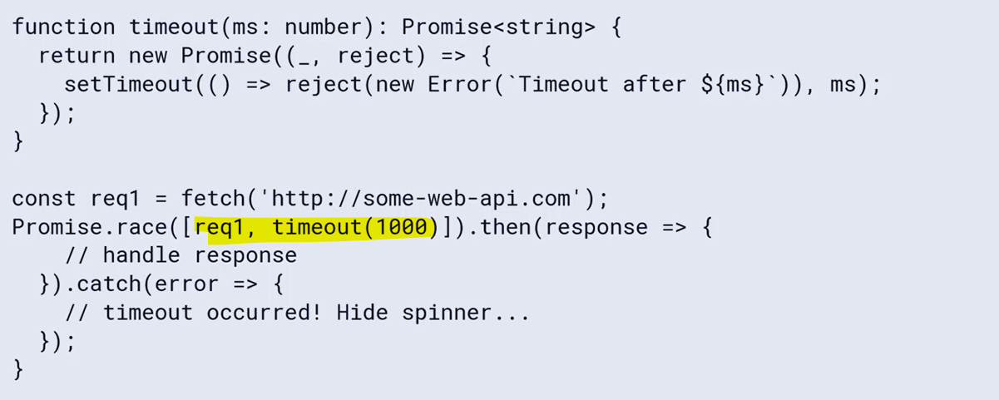 function timeout(ms: number): Promise<string> {
  return new Promise((_, reject) => {
    setTimeout(() => reject(new Error(`Timeout after ${ms}`)), ms);
  });
}

const req1 = fetch('http://some-web-api.com');
Promise.race([req1, timeout(1000)]).then(response => {
    // handle response
  }).catch(error => {
    // timeout occurred! Hide spinner...
  });
}